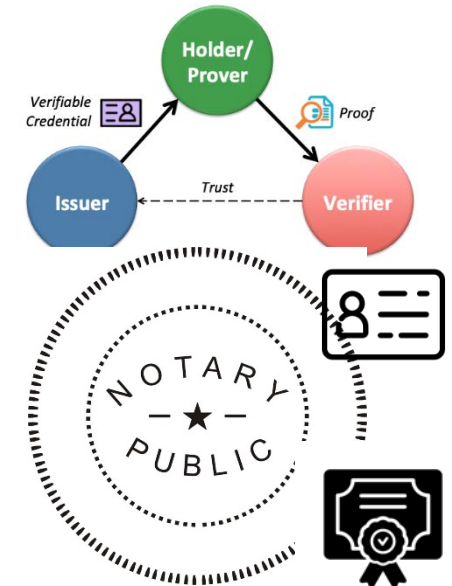 Holder/
Prover
Verifiable
Credential
Proof
Issuer
Trust
Verifier
NOTARY
PUBLIC